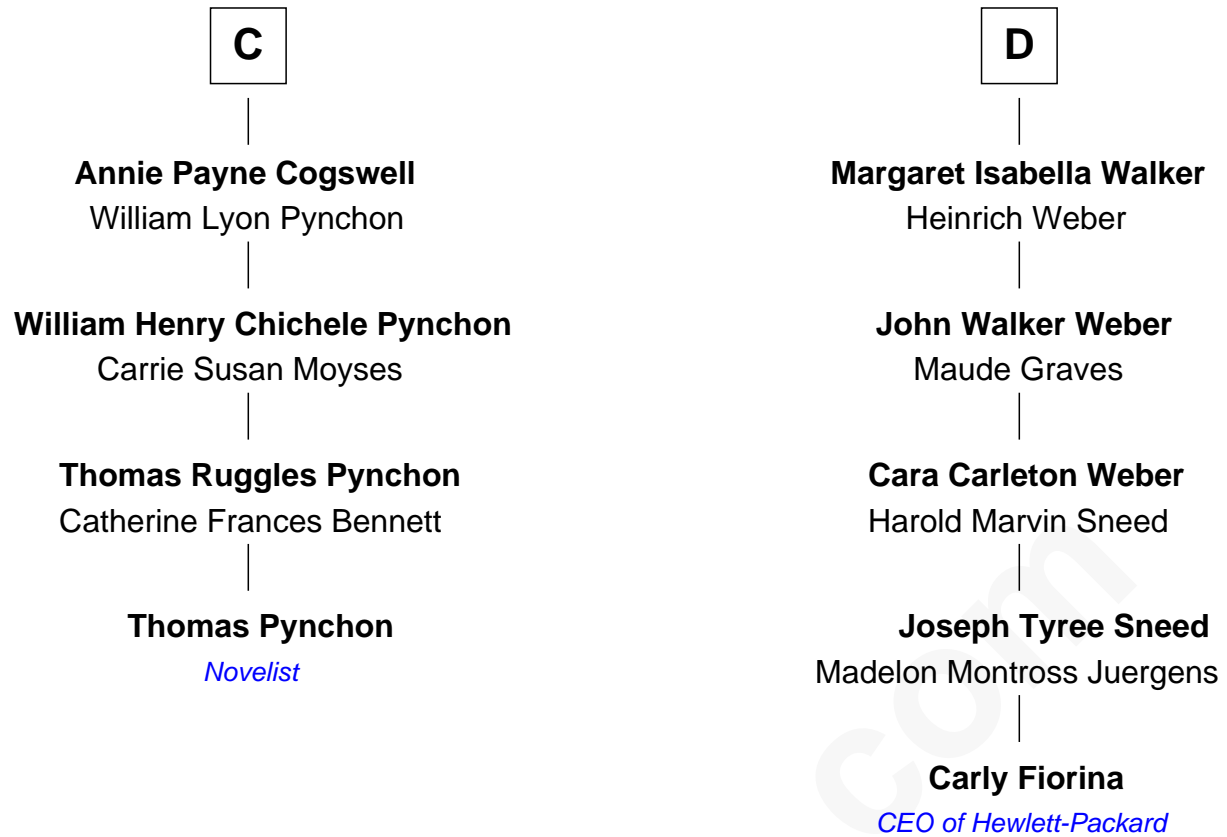 C
Annie Payne Cogswell
William Lyon Pynchon
William Henry Chichele Pynchon
Carrie Susan Moyses
Thomas Ruggles Pynchon
Catherine Frances Bennett
Thomas Pynchon
Novelist
D
Margaret Isabella Walker
Heinrich Weber
John Walker Weber
Maude Graves
Cara Carleton Weber
Harold Marvin Sneed
Joseph Tyree Sneed
Madelon Montross Juergens
Carly Fiorina
CEO of Hewlett-Packard
com